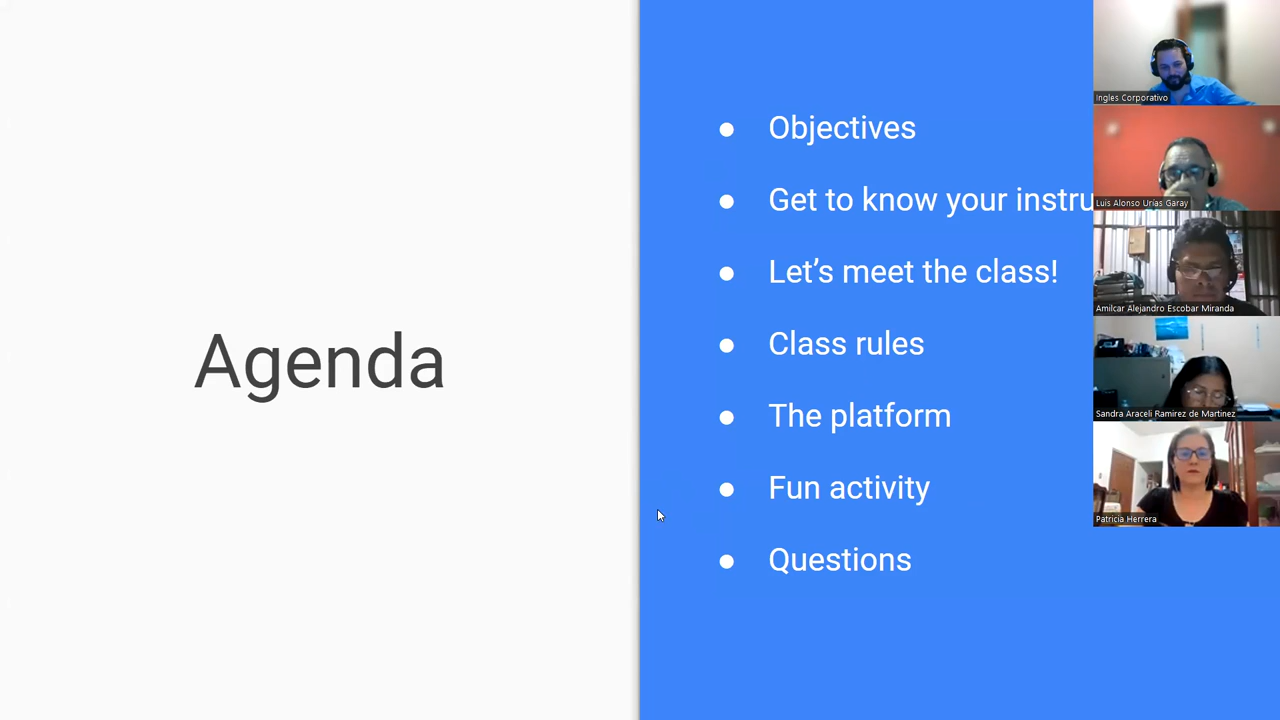 Agenda
Objectives
Get to know your instru
Let's meet the class!
Class rules
The platform
Fun activity
Questions
Ingles Corporativo
Luis Alonso Urías Garay
Amilcar Alejandro Escobar Miranda
Sandra Araceli Ramirez de Martinez
Patricia Herrera